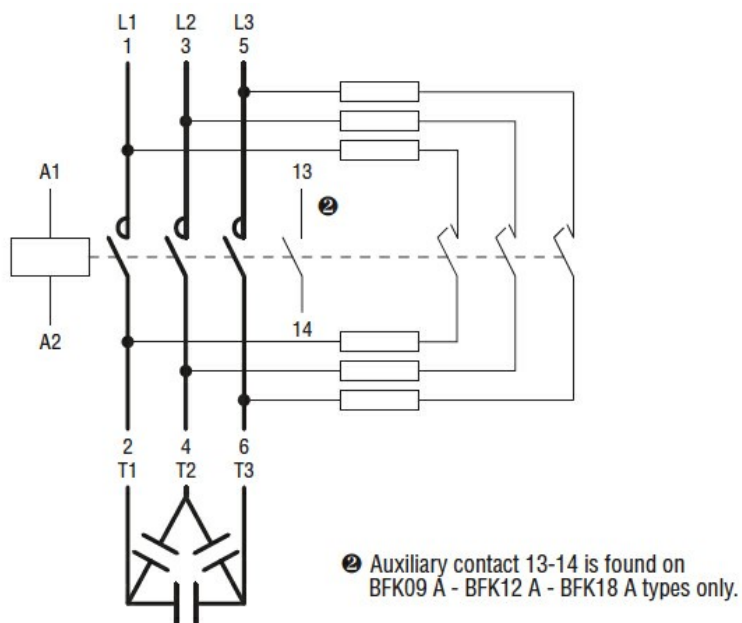 L1 L2 L3
1 3 5
A1
13
❷
14
A2
2 4 6
T1 T2 T3
❷ Auxiliary contact 13-14 is found on
BFK09 A - BFK12 A - BFK18 A types only.